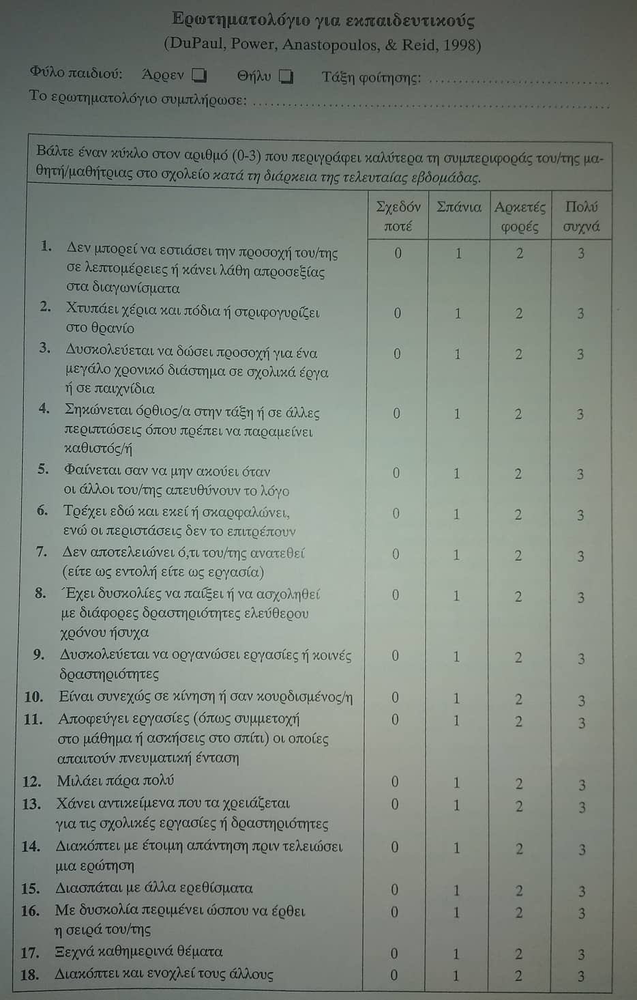 Ερωτηματολόγιο για εκπαιδευτικούς
(DuPaul, Power, Anastopoulos, & Reid, 1998)
Φύλο παιδιού: Άρρεν ❏ Θήλυ ❏ Τάξη φοίτησης: ................................
Το ερωτηματολόγιο συμπλήρωσε: ................................................................
Βάλτε έναν κύκλο στον αριθμό (0-3) που περιγράφει καλύτερα τη συμπεριφοράς του/της μα-
θητή/μαθήτριας στο σχολείο κατά τη διάρκεια της τελευταίας εβδομάδας.
Σχεδόν ποτέ Σπάνια Αρκετές φορές Πολύ συχνά
1. Δεν μπορεί να εστιάσει την προσοχή του/της 0 1 2 3
σε λεπτομέρειες ή κάνει λάθη απροσεξίας
στα διαγωνίσματα
2. Χτυπάει χέρια και πόδια ή στριφογυρίζει 0 1 2 3
στο θρανίο
3. Δυσκολεύεται να δώσει προσοχή για ένα 0 1 2 3
μεγάλο χρονικό διάστημα σε σχολικά έργα
ή σε παιχνίδια
4. Σηκώνεται όρθιος/α στην τάξη ή σε άλλες 0 1 2 3
περιπτώσεις όπου πρέπει να παραμείνει
καθιστός/ή
5. Φαίνεται σαν να μην ακούει όταν 0 1 2 3
οι άλλοι του/της απευθύνουν το λόγο
6. Τρέχει εδώ και εκεί ή σκαρφαλώνει, 0 1 2 3
ενώ οι περιστάσεις δεν το επιτρέπουν
7. Δεν αποτελειώνει ό,τι του/της ανατεθεί 0 1 2 3
(είτε ως εντολή είτε ως εργασία)
8. Έχει δυσκολίες να παίξει ή να ασχοληθεί 0 1 2 3
με διάφορες δραστηριότητες ελεύθερου
χρόνου ήσυχα
9. Δυσκολεύεται να οργανώσει εργασίες ή κοινές 0 1 2 3
δραστηριότητες
10. Είναι συνεχώς σε κίνηση ή σαν κουρδισμένος/η 0 1 2 3
11. Αποφεύγει εργασίες (όπως συμμετοχή 0 1 2 3
στο μάθημα ή ασκήσεις στο σπίτι) οι οποίες
απαιτούν πνευματική ένταση
12. Μιλάει πάρα πολύ 0 1 2 3
13. Χάνει αντικείμενα που τα χρειάζεται 0 1 2 3
για τις σχολικές εργασίες ή δραστηριότητες
14. Διακόπτει με έτοιμη απάντηση πριν τελειώσει 0 1 2 3
μια ερώτηση
15. Διασπάται με άλλα ερεθίσματα 0 1 2 3
16. Με δυσκολία περιμένει ώσπου να έρθει 0 1 2 3
η σειρά του/της
17. Ξεχνά καθημερινά θέματα 0 1 2 3
18. Διακόπτει και ενοχλεί τους άλλους 0 1 2 3